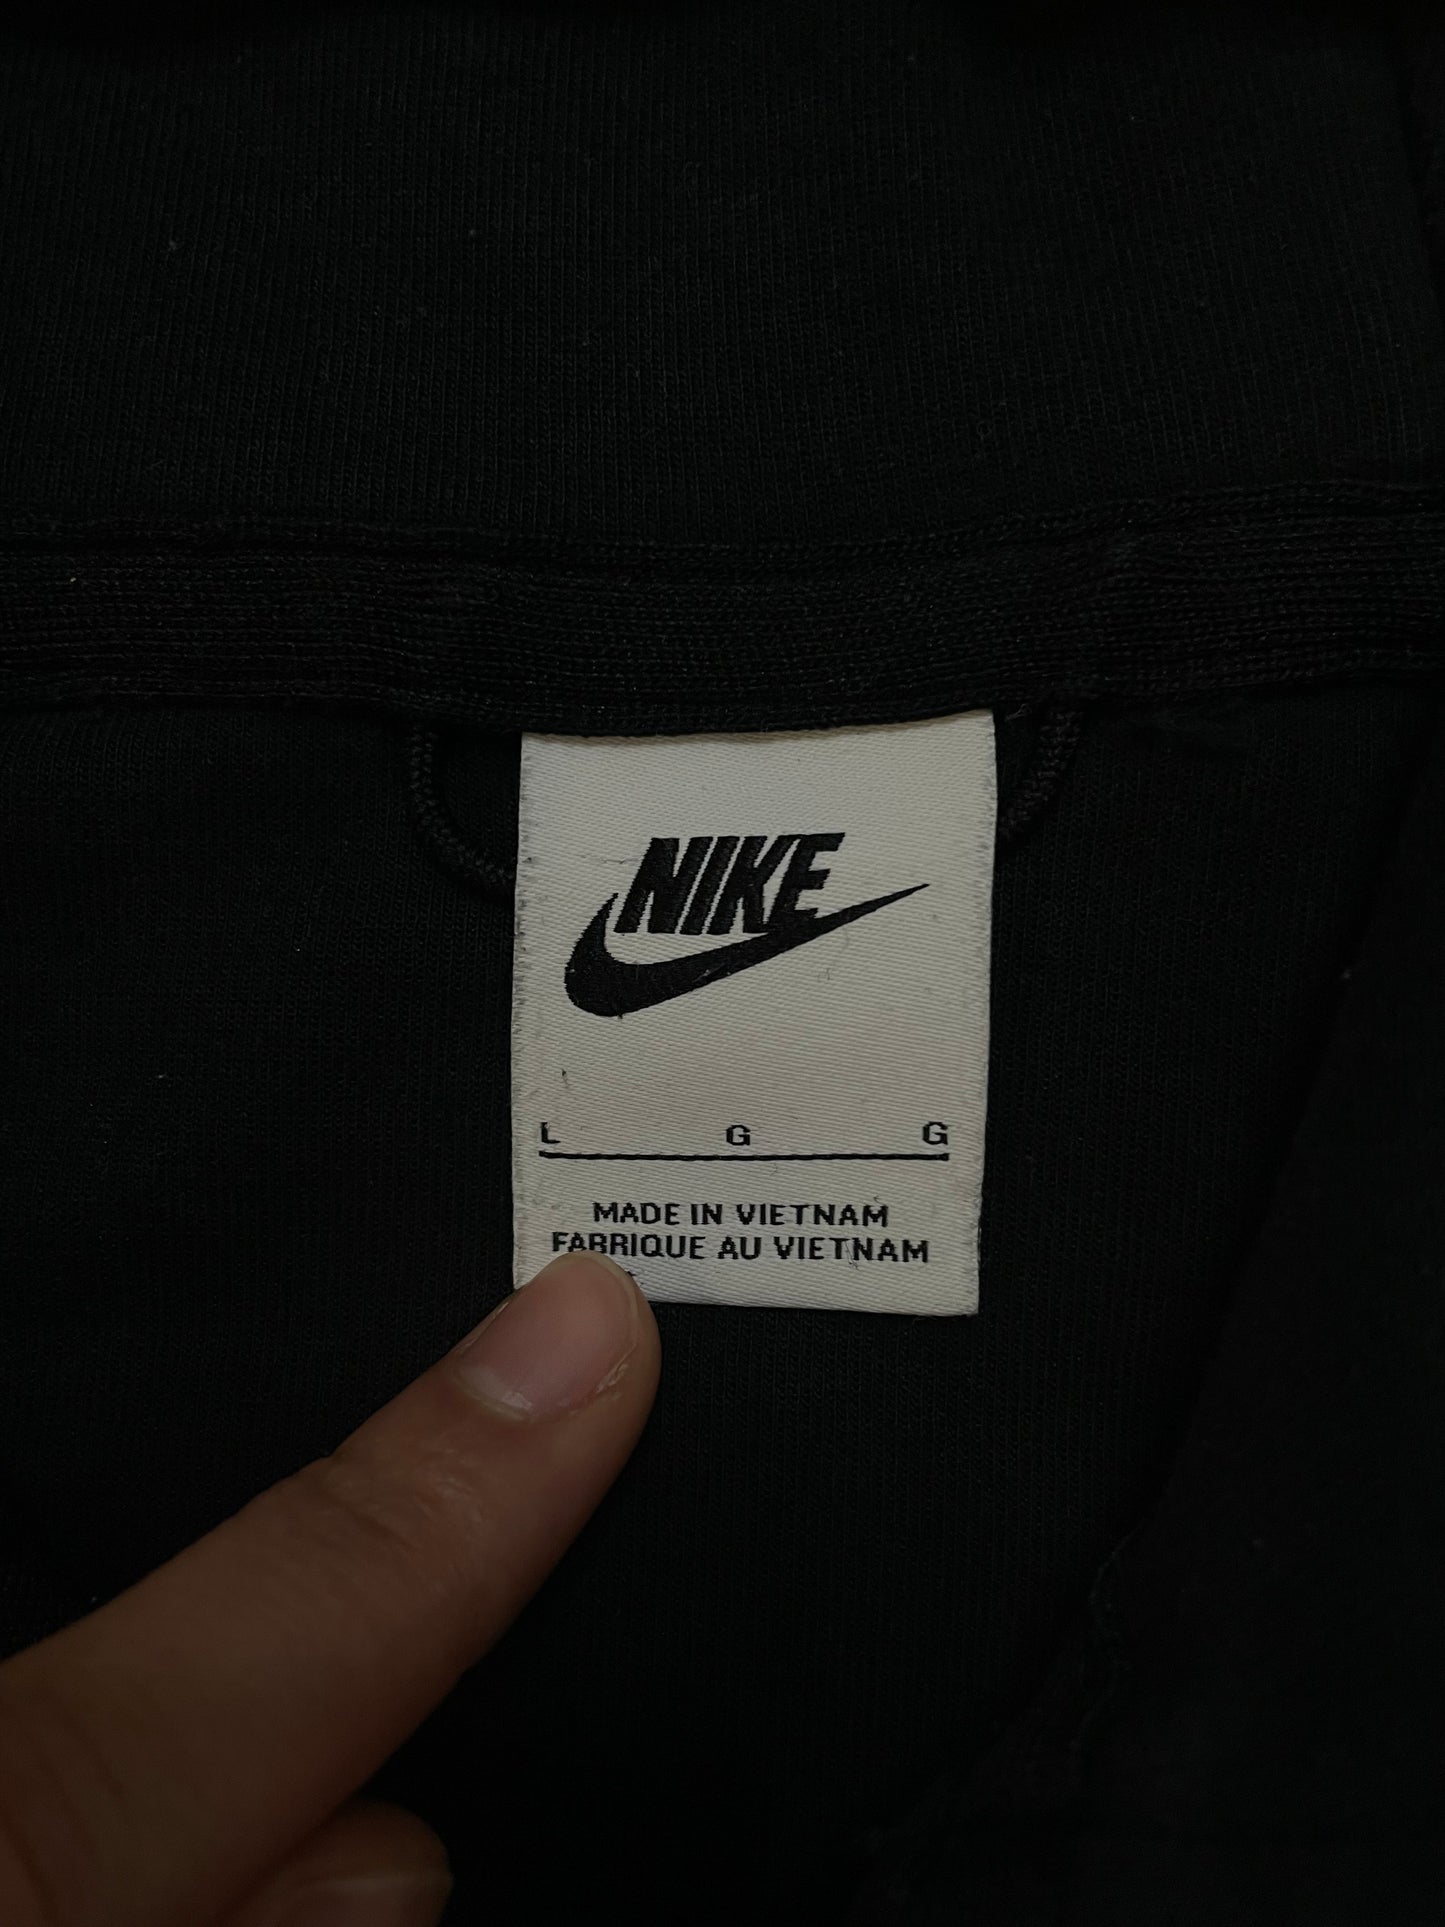 NIKE
L G G
MADE IN VIETNAM
FABRIQUE AU VIETNAM